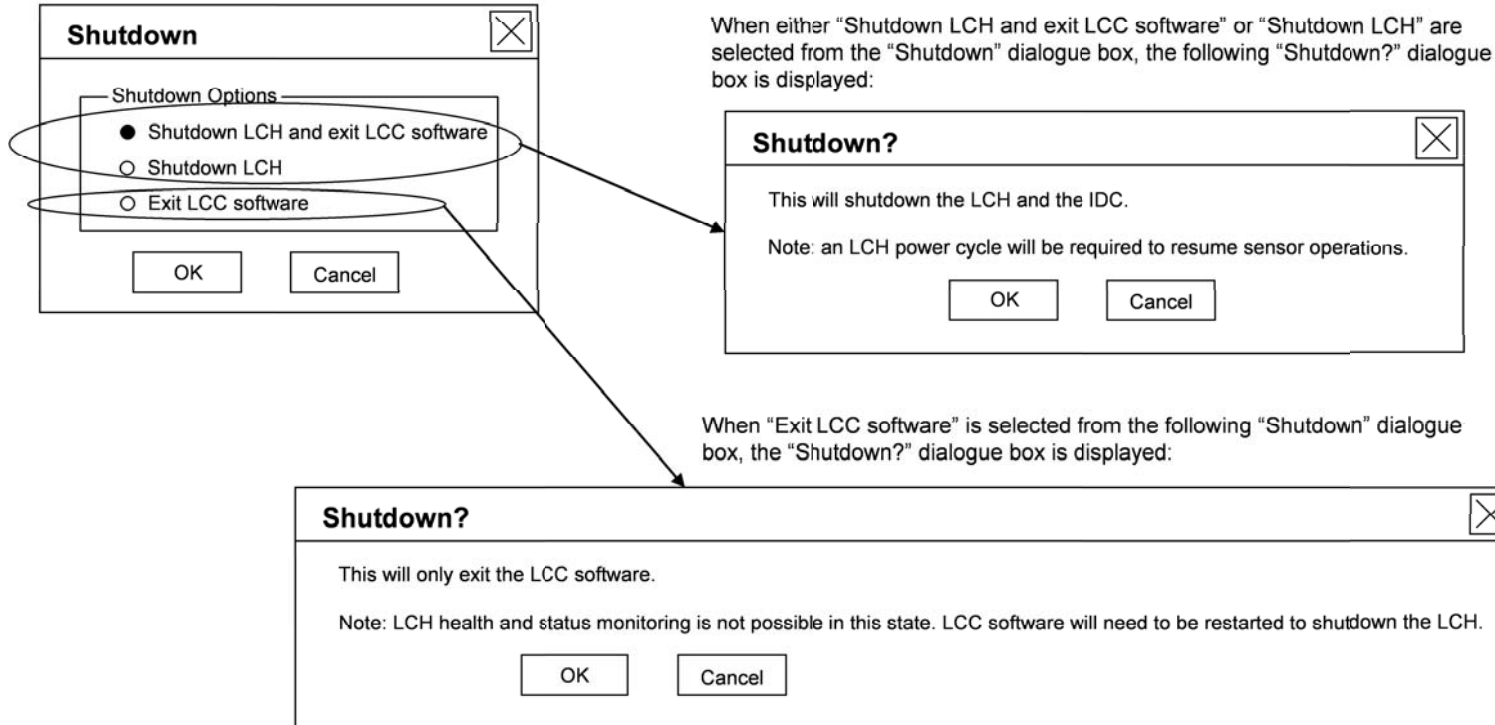 Shutdown
Shutdown Options
Shutdown LCH and exit LCC software
Shutdown LCH
Exit LCC software
OK
Cancel
When either “Shutdown LCH and exit LCC software” or “Shutdown LCH” are
selected from the “Shutdown” dialogue box, the following “Shutdown?” dialogue
box is displayed:
Shutdown?
This will shutdown the LCH and the IDC.
Note: an LCH power cycle will be required to resume sensor operations.
OK
Cancel
When “Exit LCC software” is selected from the following “Shutdown” dialogue
box, the “Shutdown?” dialogue box is displayed:
Shutdown?
This will only exit the LCC software.
Note: LCH health and status monitoring is not possible in this state. LCC software will need to be restarted to shutdown the LCH.
OK
Cancel